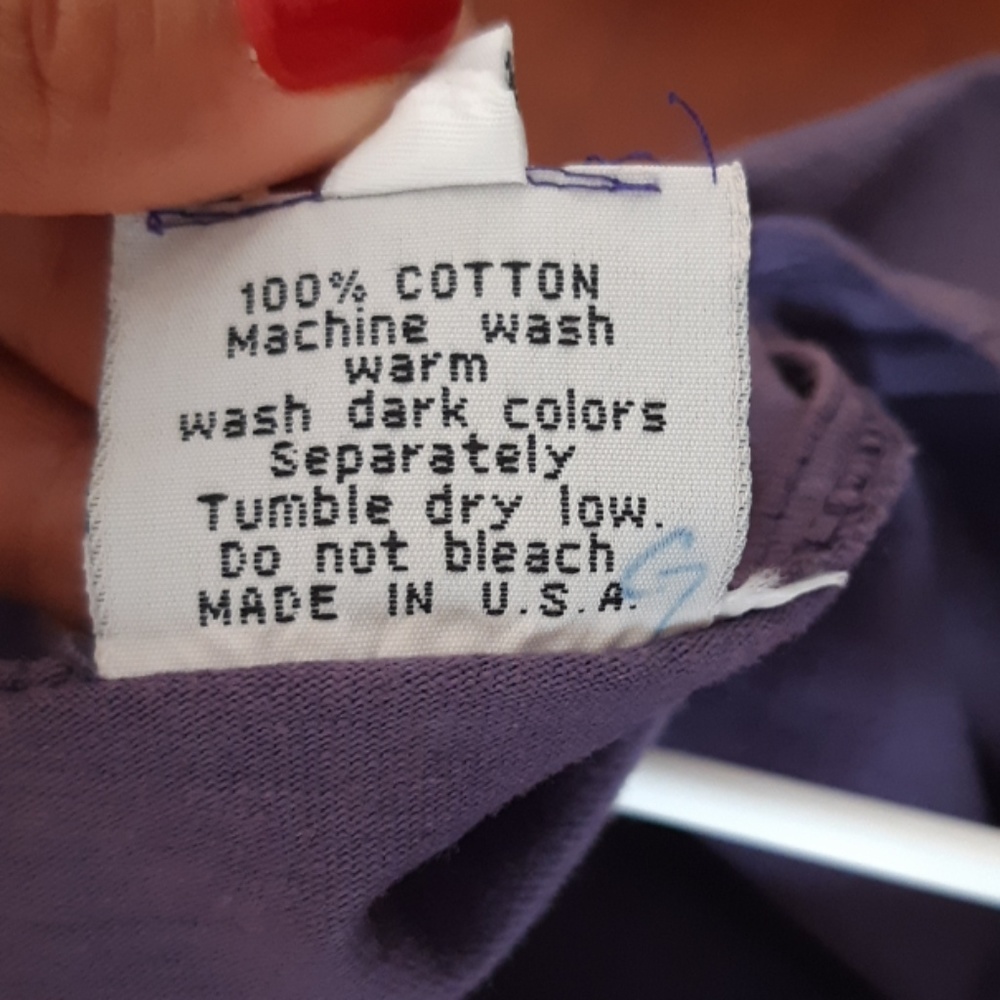 100% COTTON
Machine wash
warm
wash dark colors
Separately
Tumble dry low.
Do not bleach
MADE IN U.S.A.